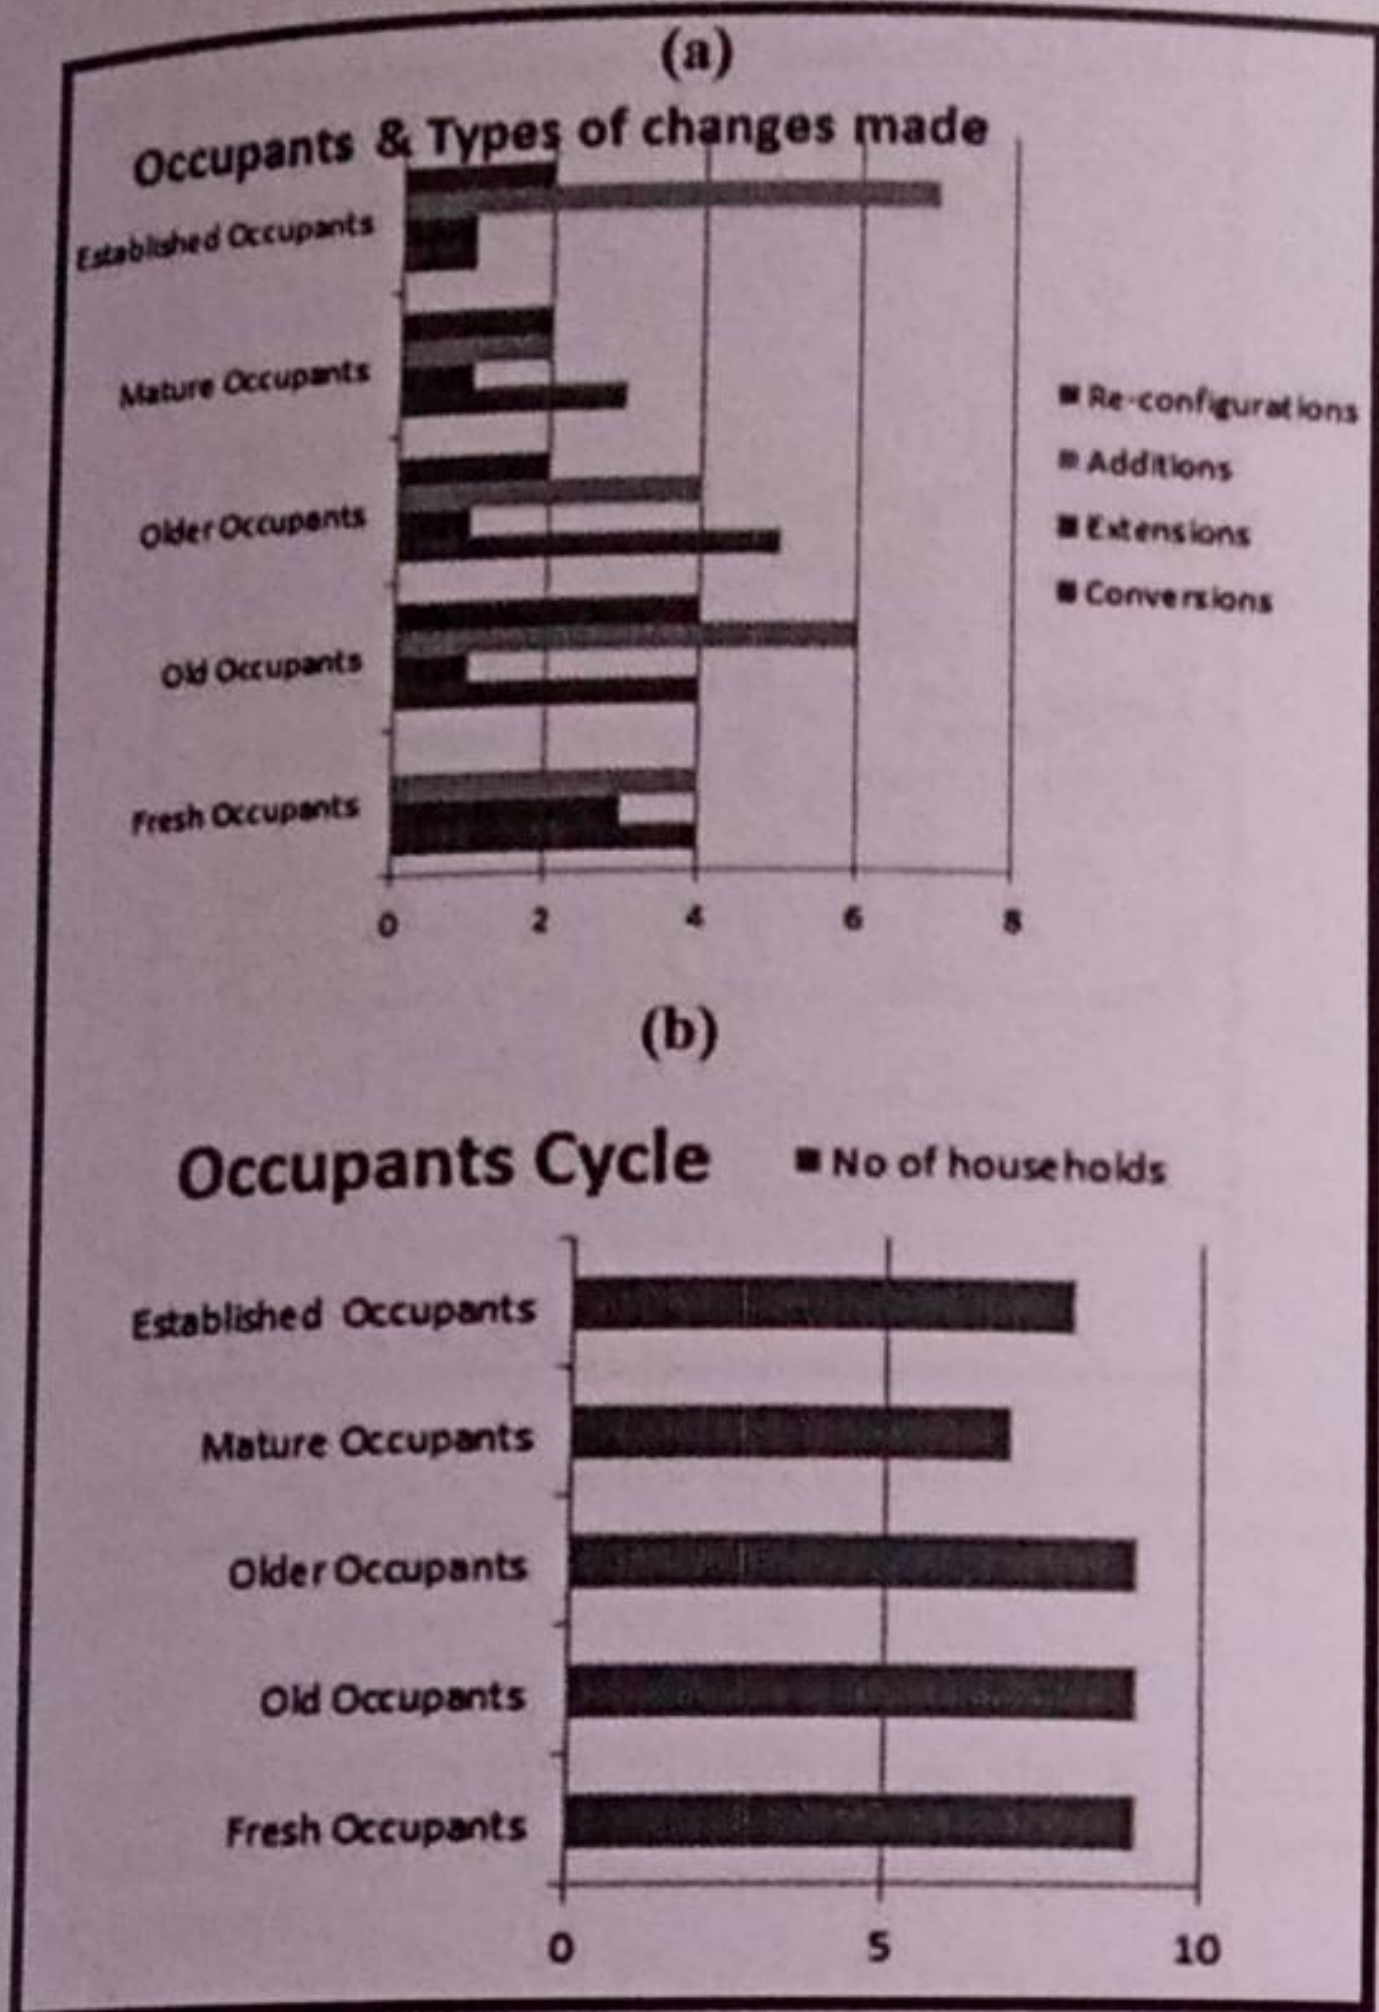 (a)
Occupants & Types of changes made
Established Occupants
Mature Occupants
Older Occupants
Old Occupants
Fresh Occupants
0 2 4 6 8
Re-configurations
Additions
Extensions
Conversions
(b)
Occupants Cycle
No of households
Established Occupants
Mature Occupants
Older Occupants
Old Occupants
Fresh Occupants
0 5 10